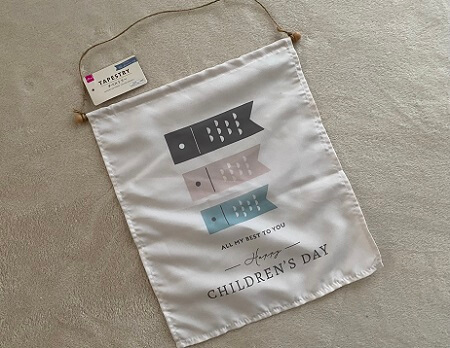 TAPESTRY
ALL MY BEST TO YOU
Happy
CHILDREN'S DAY